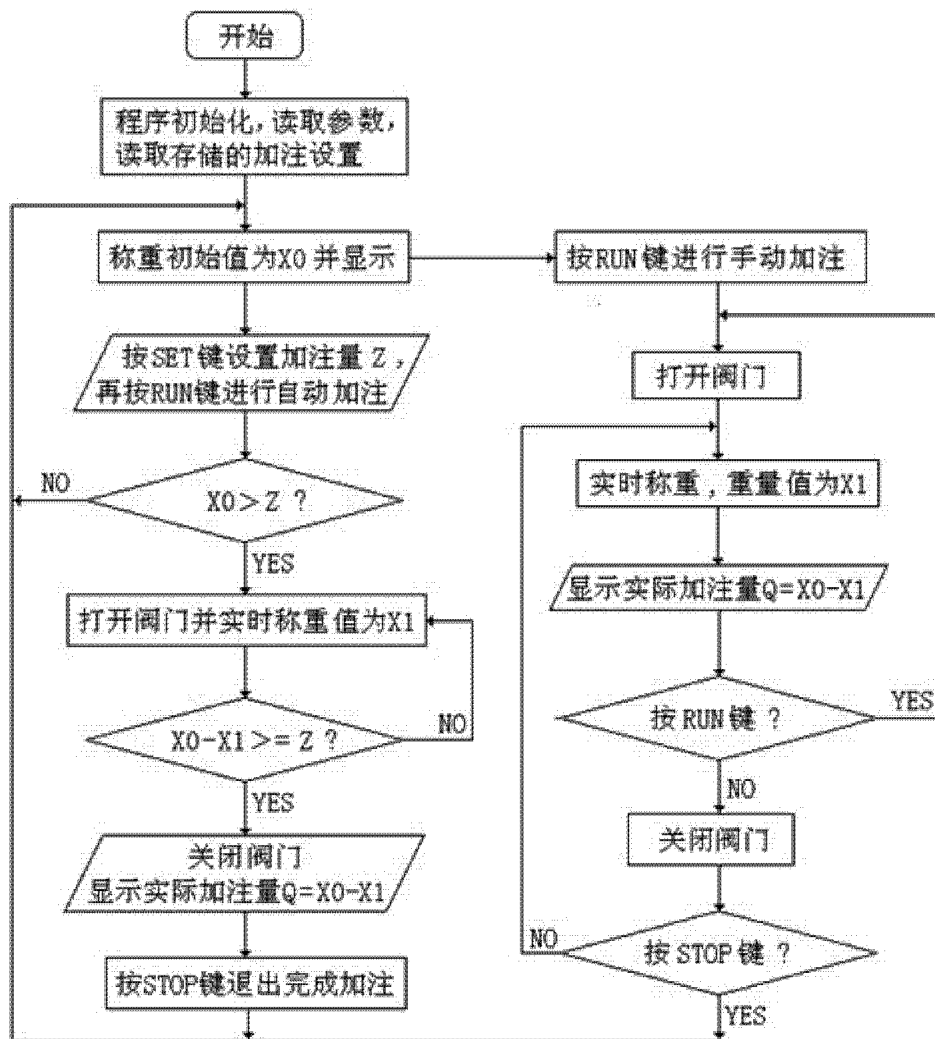 开始
程序初始化，读取参数，
读取存储的加注设置
称重初始值为X0并显示
按SET键设置加注量Z，
再按RUN键进行自动加注
X0＞Z？
NO
YES
打开阀门并实时称重值为X1
X0-X1＞=Z？
NO
YES
关闭阀门
显示实际加注量Q=X0-X1
按STOP键退出完成加注
按RUN键进行手动加注
打开阀门
实时称重，重量值为X1
显示实际加注量Q=X0-X1
按RUN键？
YES
NO
关闭阀门
按STOP键？
NO
YES